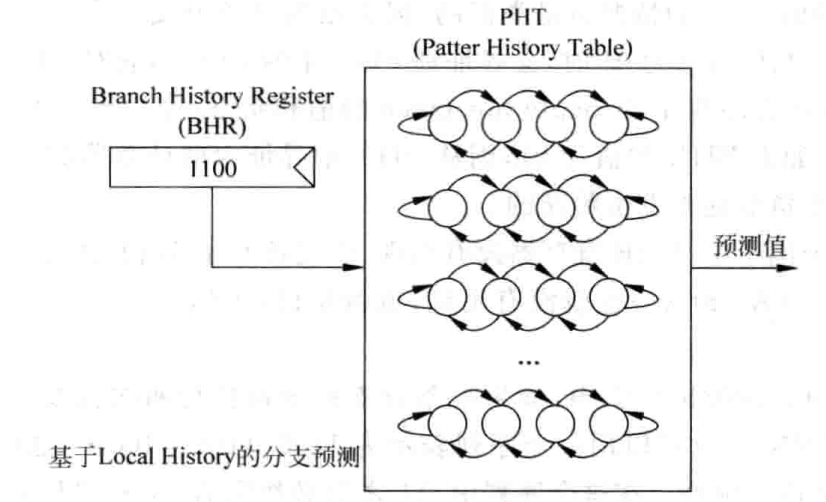 PHT
(Patter History Table)
Branch History Register
(BHR)
1100
预测值
...
基于Local History的分支预测